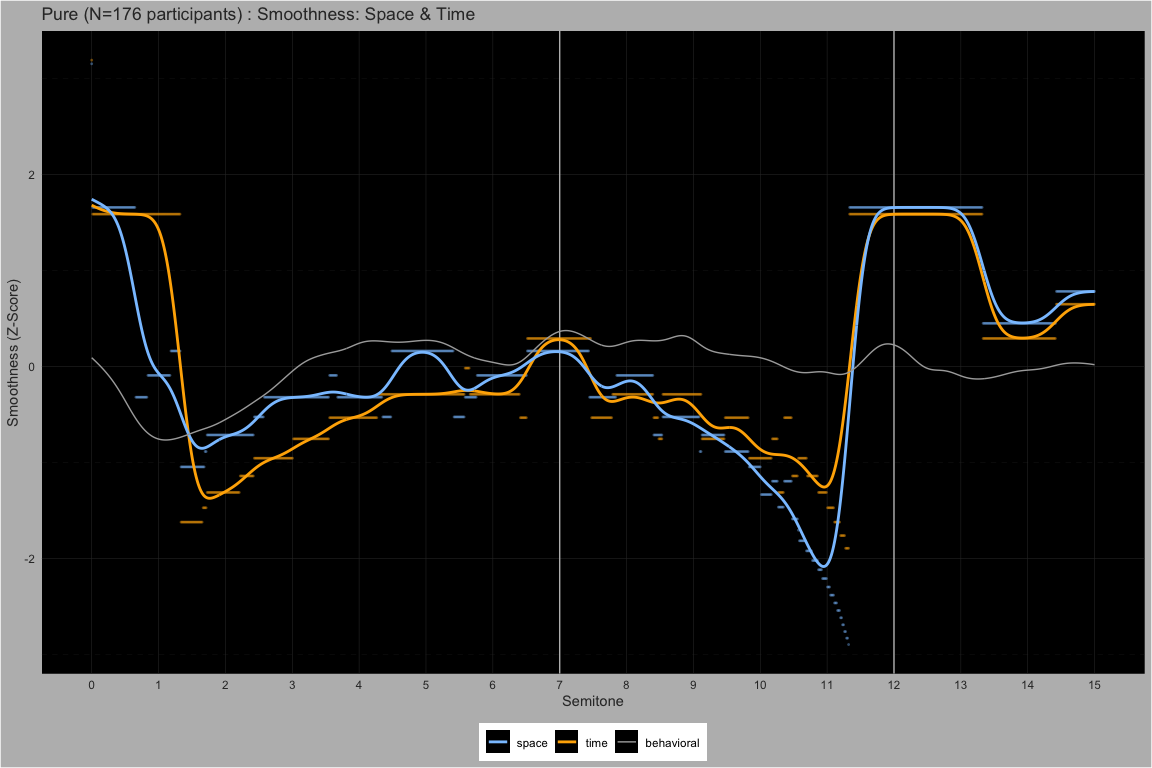 Pure (N=176 participants) : Smoothness: Space & Time
Smoothness (Z-Score)
2
0
-2
0 1 2 3 4 5 6 7 8 9 10 11 12 13 14 15
Semitone
space time behavioral